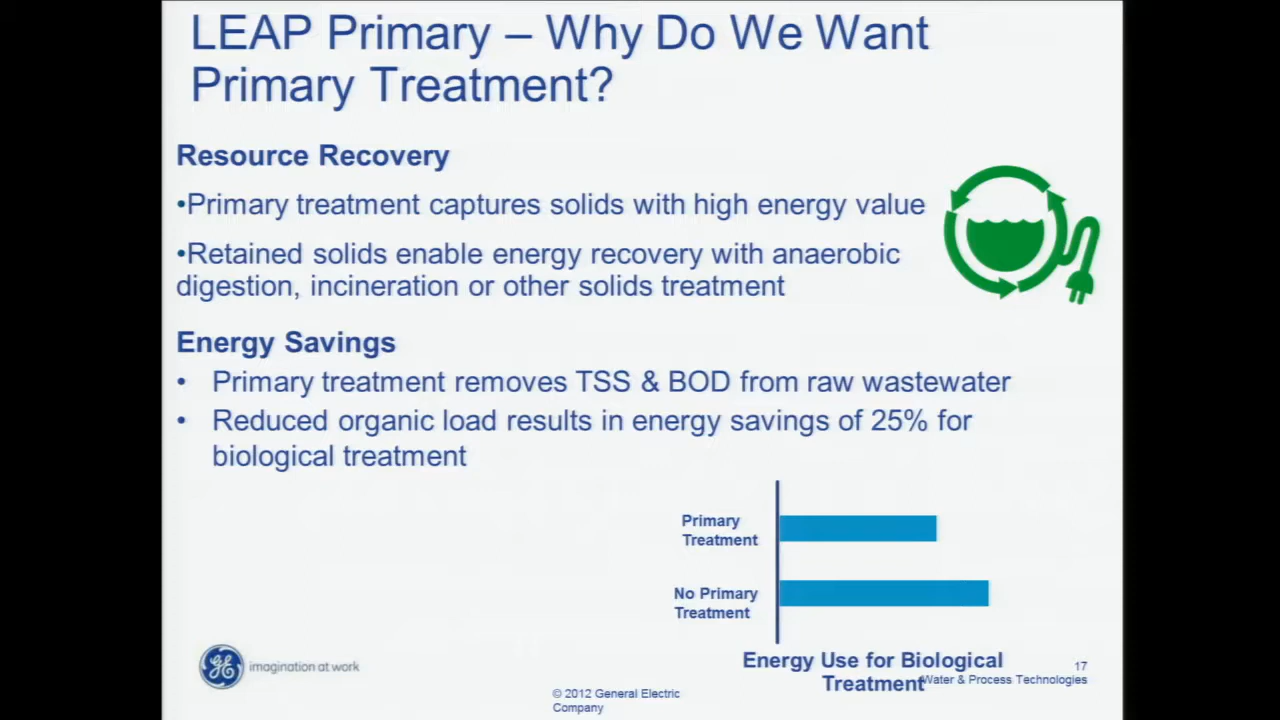 LEAP Primary – Why Do We Want
Primary Treatment?
Resource Recovery
•Primary treatment captures solids with high energy value
•Retained solids enable energy recovery with anaerobic
digestion, incineration or other solids treatment
Energy Savings
• Primary treatment removes TSS & BOD from raw wastewater
• Reduced organic load results in energy savings of 25% for
biological treatment
Primary
Treatment
No Primary
Treatment
Energy Use for Biological
Treatment
GE imagination at work
© 2012 General Electric
Company
17
Water & Process Technologies